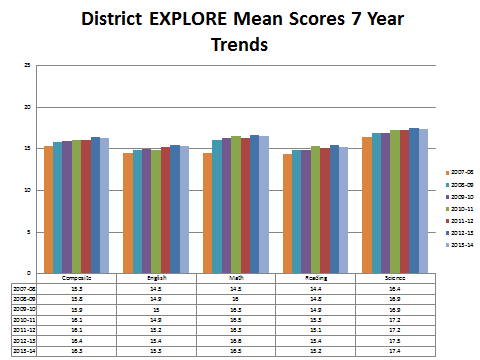 District EXPLORE Mean Scores 7 Year
Trends
25
20
15
10
5
0
2007-08
2008-09
2009-10
2010-11
2011-12
2012-13
2013-14
Composite English Math Reading Science
2007-08 15.3 14.5 14.5 14.4 16.4
2008-09 15.8 14.9 16 14.8 16.9
2009-10 15.9 15 16.3 14.9 16.9
2010-11 16.1 14.9 16.5 15.3 17.2
2011-12 16.1 15.2 16.3 15.1 17.2
2012-13 16.4 15.4 16.6 15.4 17.5
2013-14 16.3 15.3 16.5 15.2 17.4